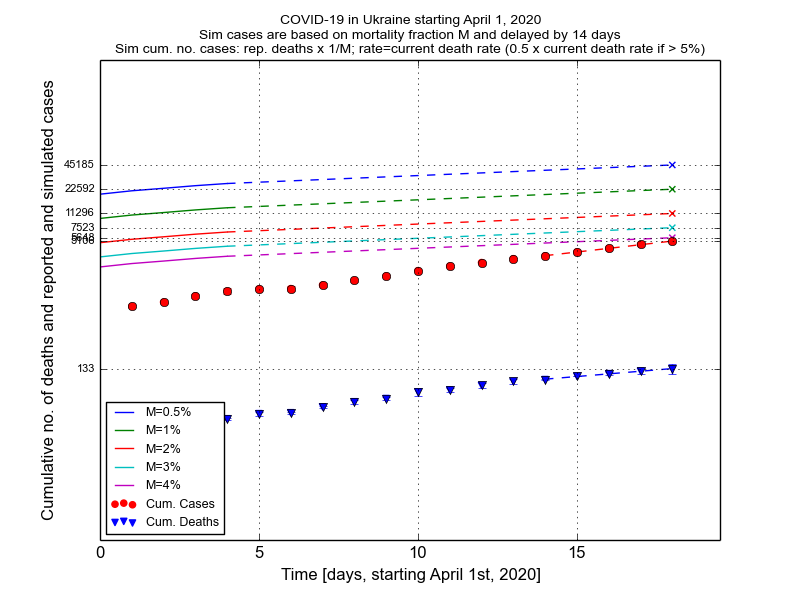 COVID-19 in Ukraine starting April 1, 2020
Sim cases are based on mortality fraction M and delayed by 14 days
Sim cum. no. cases: rep. deaths x 1/M; rate=current death rate (0.5 x current death rate if > 5%)
Cumulative no. of deaths and reported and simulated cases
45185
22592
11296
7523
5648
133
M=0.5%
M=1%
M=2%
M=3%
M=4%
Cum. Cases
Cum. Deaths
0
5
10
15
Time [days, starting April 1st, 2020]